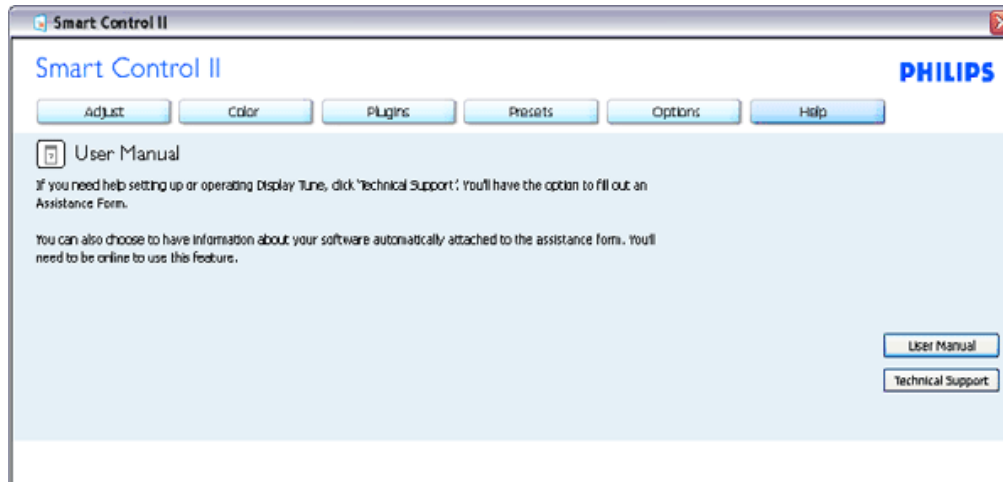 Smart Control II
Smart Control II
PHILIPS
Adjust
Color
Plugins
Presets
Options
Help
User Manual
If you need help setting up or operating Display Tune, click 'Technical Support'. You'll have the option to fill out an
Assistance Form.
You can also choose to have information about your software automatically attached to the assistance form. You'll
need to be online to use this feature.
User Manual
Technical Support